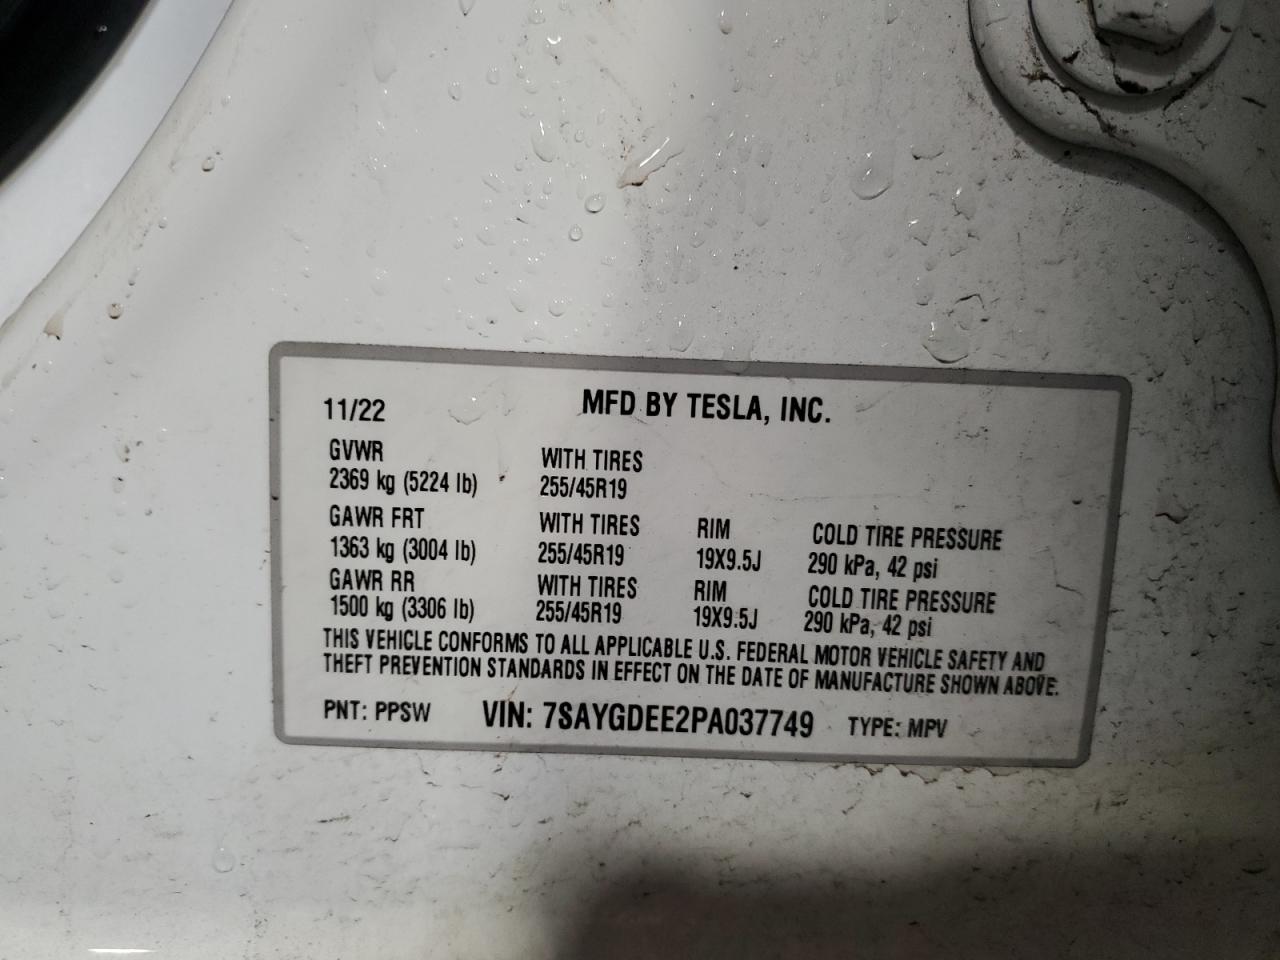 11/22 MFD BY TESLA, INC.
GVWR WITH TIRES
2369 kg (5224 lb) 255/45R19
GAWR FRT WITH TIRES RIM COLD TIRE PRESSURE
1363 kg (3004 lb) 255/45R19 19X9.5J 290 kPa, 42 psi
GAWR RR WITH TIRES RIM COLD TIRE PRESSURE
1500 kg (3306 lb) 255/45R19 19X9.5J 290 kPa, 42 psi
THIS VEHICLE CONFORMS TO ALL APPLICABLE U.S. FEDERAL MOTOR VEHICLE SAFETY AND
THEFT PREVENTION STANDARDS IN EFFECT ON THE DATE OF MANUFACTURE SHOWN ABOVE.
PNT: PPSW VIN: 7SAYGDEE2PA037749 TYPE: MPV